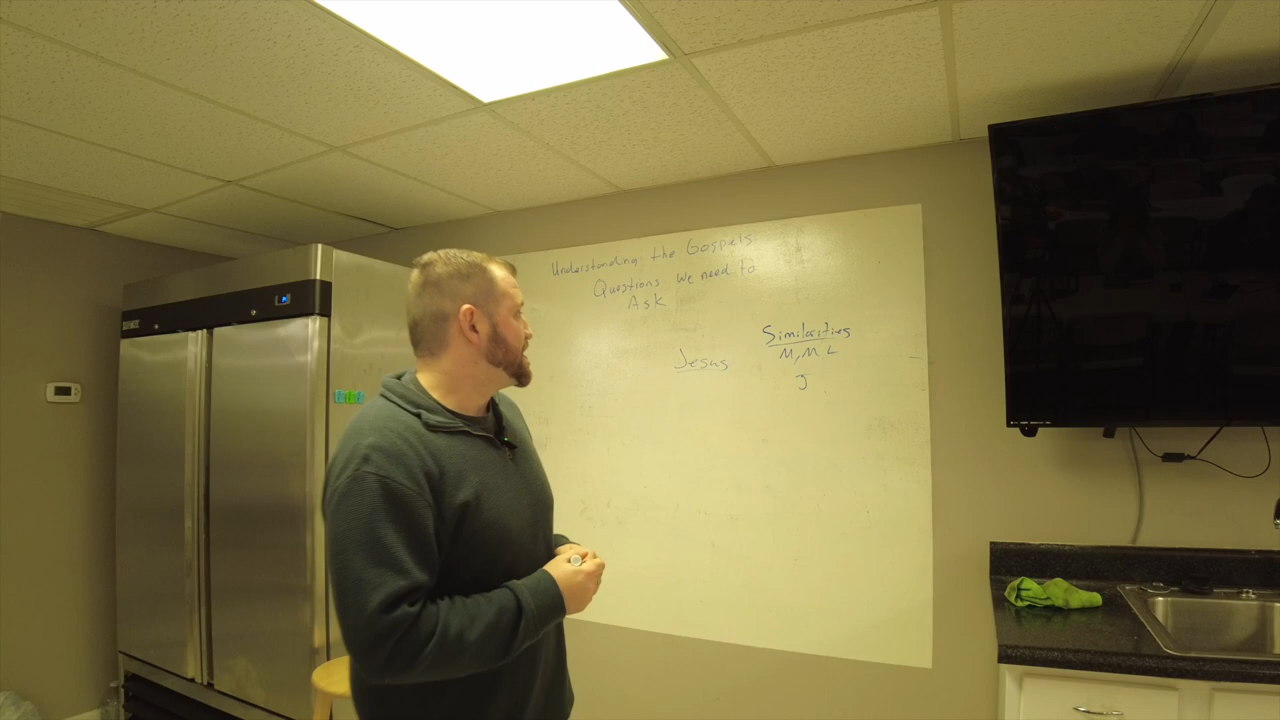 Understanding the Gospels
Questions we need to
Ask
Similarities
Jesus
M, M L
J